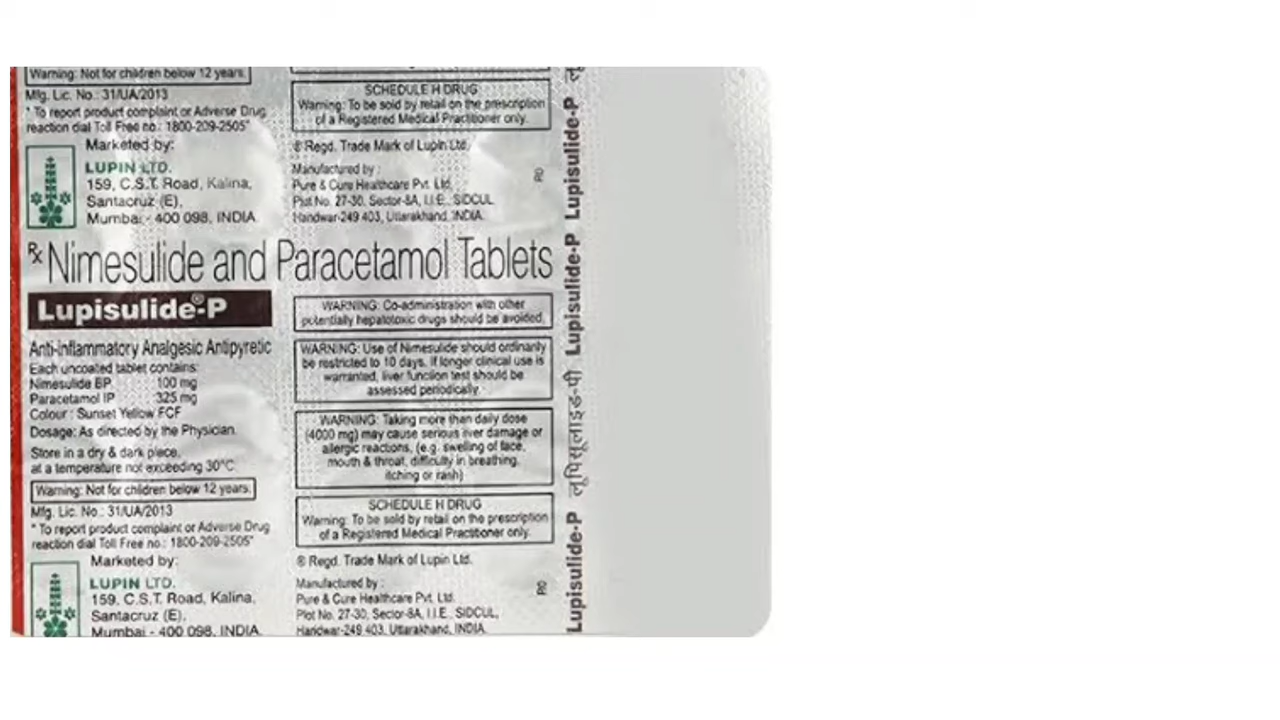 Warning: Not for children below 12 years.
Mfg. Lic. No.: 31/UA/2013
* To report product complaint or Adverse Drug
reaction dial Toll Free no.: 1800-209-2505"
Marketed by:
LUPIN LTD.
159, C.S.T. Road, Kalina,
Santacruz (E),
Mumbai - 400 098, INDIA.
SCHEDULE H DRUG
Warning: To be sold by retail on the prescription
of a Registered Medical Practitioner only.
® Regd. Trade Mark of Lupin Ltd.
Manufactured by :
Pure & Cure Healthcare Pvt. Ltd.
Plot No. 27-30, Sector-8A, I.I.E., SIDCUL,
Haridwar-249 403, Uttarakhand, INDIA.
Rx Nimesulide and Paracetamol Tablets
Lupisulide®-P
Anti-inflammatory Analgesic Antipyretic
Each uncoated tablet contains:
Nimesulide BP 100 mg
Paracetamol IP 325 mg
Colour : Sunset Yellow FCF
Dosage: As directed by the Physician.
Store in a dry & dark place,
at a temperature not exceeding 30°C.
Warning: Not for children below 12 years.
Mfg. Lic. No.: 31/UA/2013
* To report product complaint or Adverse Drug
reaction dial Toll Free no.: 1800-209-2505"
Marketed by:
LUPIN LTD.
159, C.S.T. Road, Kalina,
Santacruz (E),
Mumbai - 400 098, INDIA.
WARNING: Co-administration with other
potentially hepatotoxic drugs should be avoided.
WARNING: Use of Nimesulide should ordinarily
be restricted to 10 days. If longer clinical use is
warranted, liver function test should be
assessed periodically.
WARNING: Taking more than daily dose
(4000 mg) may cause serious liver damage or
allergic reactions, (e.g. swelling of face,
mouth & throat, difficulty in breathing,
itching or rash)
SCHEDULE H DRUG
Warning: To be sold by retail on the prescription
of a Registered Medical Practitioner only.
® Regd. Trade Mark of Lupin Ltd.
Manufactured by :
Pure & Cure Healthcare Pvt. Ltd.
Plot No. 27-30, Sector-8A, I.I.E., SIDCUL,
Haridwar-249 403, Uttarakhand, INDIA.
Lupisulide-P लूपिसूलाइड-पी Lupisulide-P Lupisulide-P